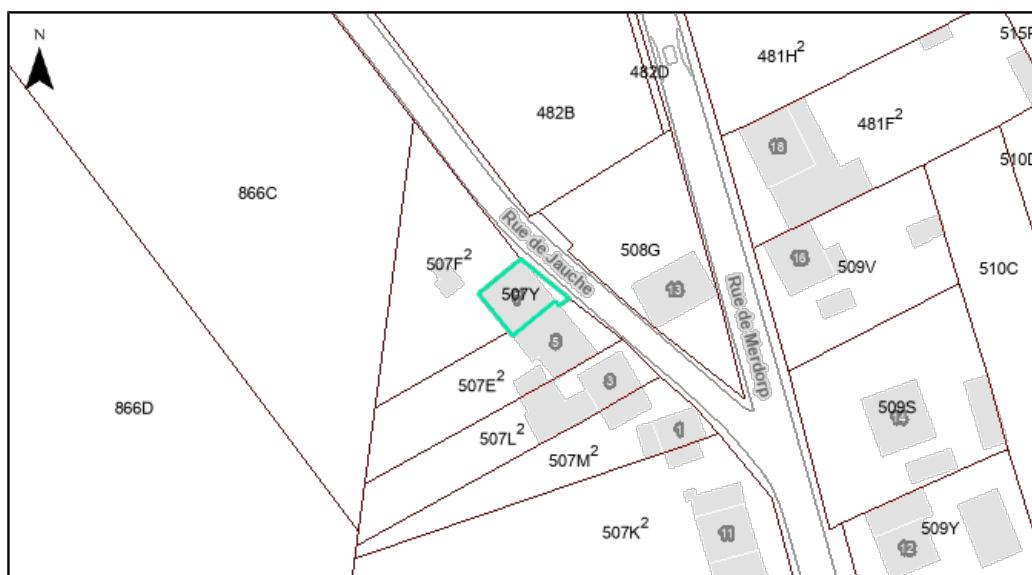 N
515F
481H²
482D
482B
481F²
18
510D
866C
Rue de Jauche
508G
507F²
16
509V
510C
507Y
13
Rue de Merdorp
5
507E²
3
866D
509S
14
507L²
1
507M²
507K²
11
509Y
12